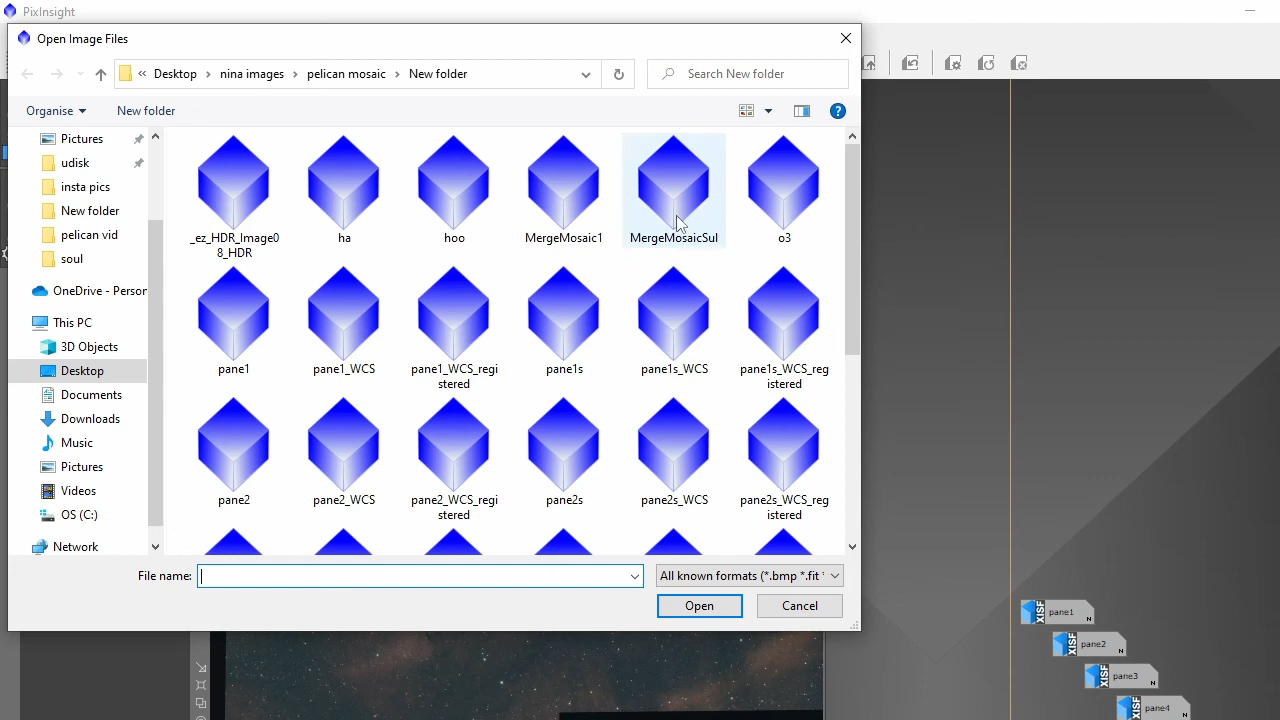 PixInsight
Open Image Files
« Desktop › nina images › pelican mosaic › New folder
Search New folder
Organise
New folder
Pictures
udisk
insta pics
New folder
pelican vid
soul
OneDrive - Person
This PC
3D Objects
Desktop
Documents
Downloads
Music
Pictures
Videos
OS (C:)
Network
_ez_HDR_Image0
8_HDR
ha
hoo
MergeMosaic1
MergeMosaicSul
o3
pane1
pane1_WCS
pane1_WCS_regi
stered
pane1s
pane1s_WCS
pane1s_WCS_reg
istered
pane2
pane2_WCS
pane2_WCS_regi
stered
pane2s
pane2s_WCS
pane2s_WCS_reg
istered
File name:
All known formats (*.bmp *.fit *
Open
Cancel
XISF pane1 N
XISF pane2 N
XISF pane3 N
XISF pane4 N